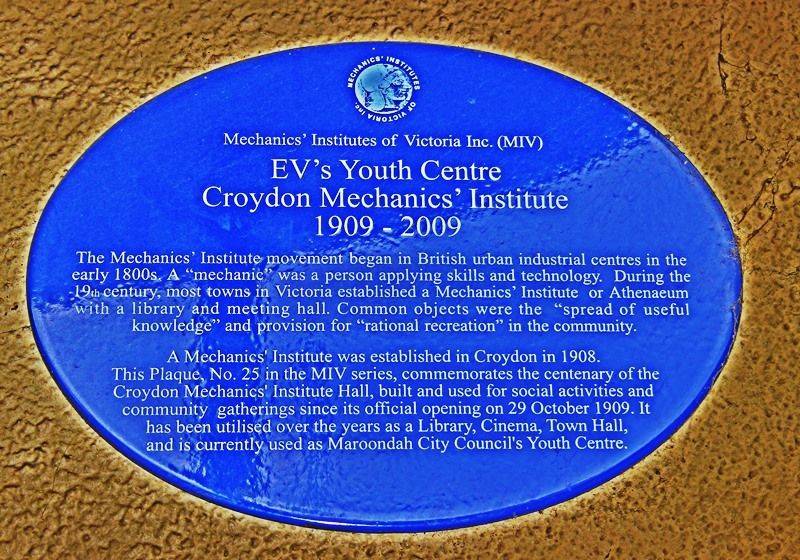 MECHANICS' INSTITUTES OF VICTORIA INC.
Mechanics' Institutes of Victoria Inc. (MIV)
EV's Youth Centre
Croydon Mechanics' Institute
1909 - 2009
The Mechanics' Institute movement began in British urban industrial centres in the
early 1800s. A "mechanic" was a person applying skills and technology. During the
19th century, most towns in Victoria established a Mechanics' Institute or Athenaeum
with a library and meeting hall. Common objects were the "spread of useful
knowledge" and provision for "rational recreation" in the community.
A Mechanics' Institute was established in Croydon in 1908.
This Plaque, No. 25 in the MIV series, commemorates the centenary of the
Croydon Mechanics' Institute Hall, built and used for social activities and
community gatherings since its official opening on 29 October 1909. It
has been utilised over the years as a Library, Cinema, Town Hall,
and is currently used as Maroondah City Council's Youth Centre.